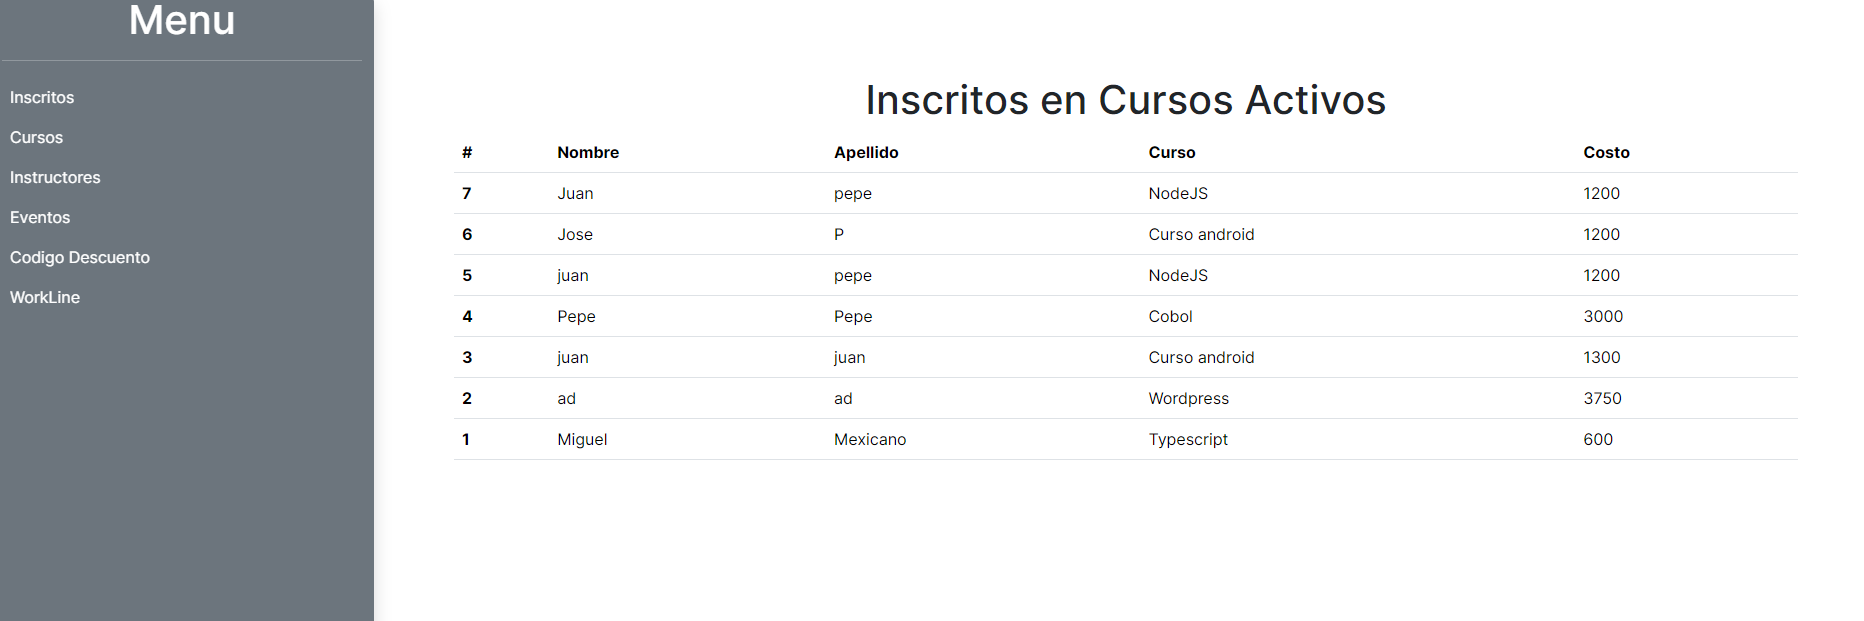 Menu
Inscritos
Cursos
Instructores
Eventos
Codigo Descuento
WorkLine
Inscritos en Cursos Activos
# Nombre Apellido Curso Costo
7 Juan pepe NodeJS 1200
6 Jose P Curso android 1200
5 juan pepe NodeJS 1200
4 Pepe Pepe Cobol 3000
3 juan juan Curso android 1300
2 ad ad Wordpress 3750
1 Miguel Mexicano Typescript 600